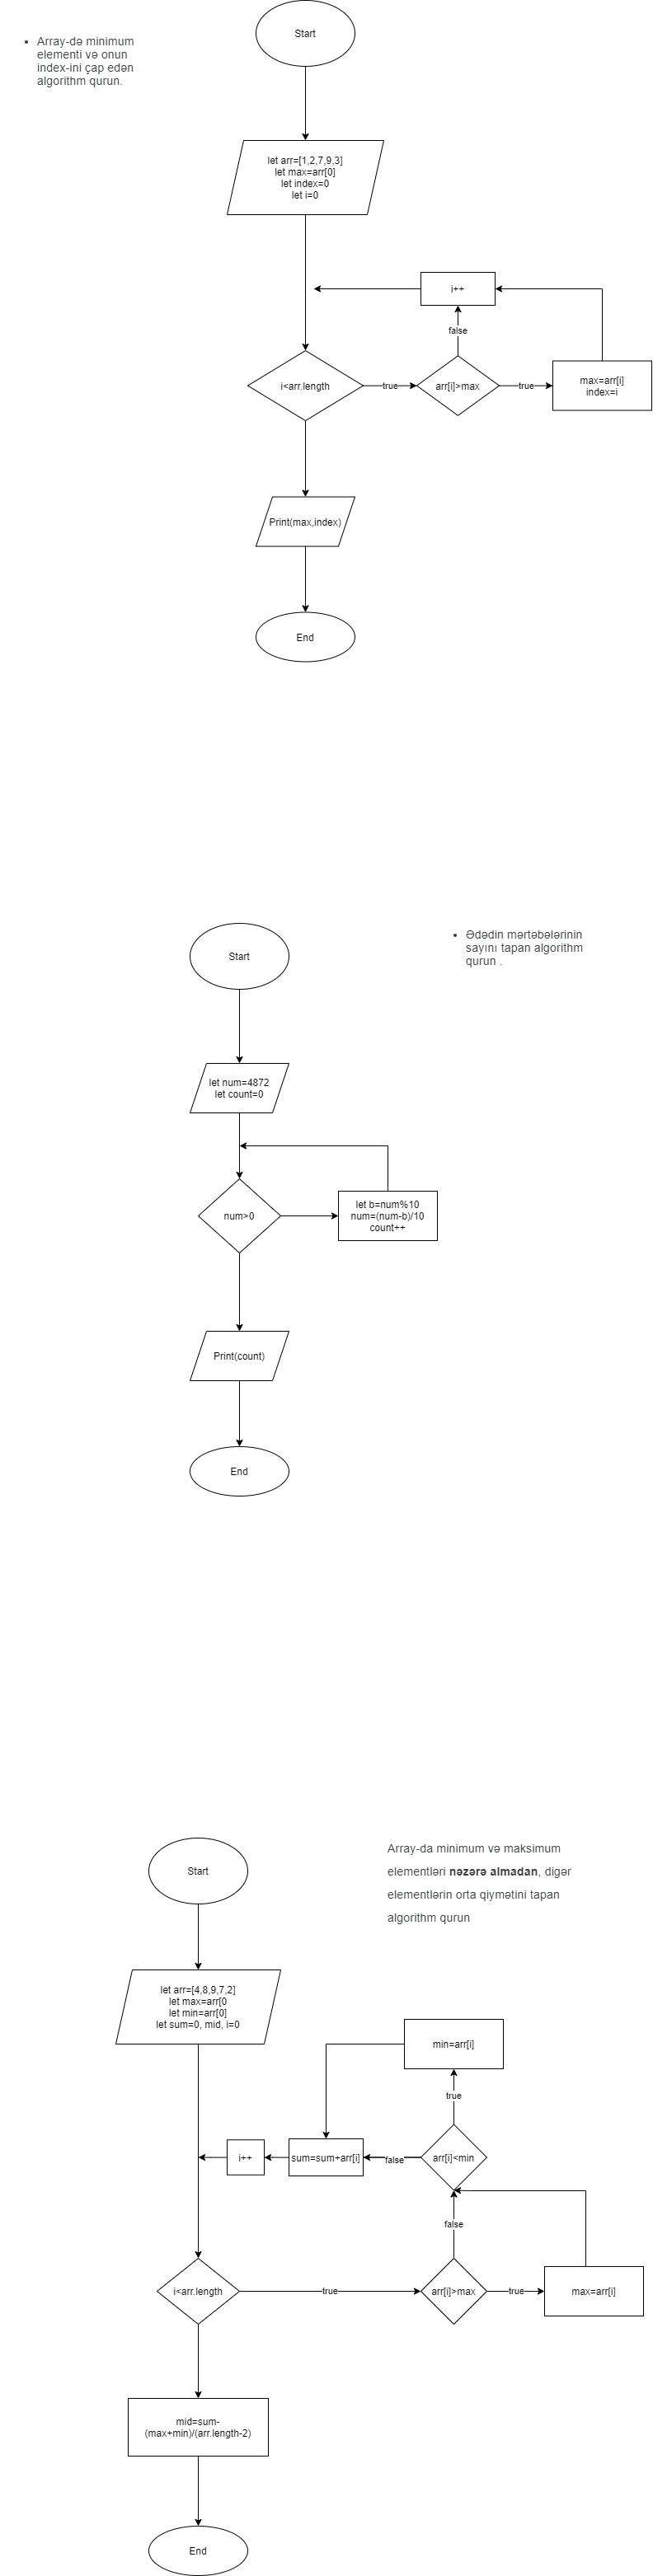 Start
Array-də minimum
elementi və onun
index-ini çap edən
algorithm qurun.
let arr=[1,2,7,9,3]
let max=arr[0]
let index=0
let i=0
i++
false
i<arr.length
true
arr[i]>max
true
max=arr[i]
index=i
Print(max,index)
End
Ədədin mərtəbələrinin
sayını tapan algorithm
qurun .
Start
let num=4872
let count=0
num>0
let b=num%10
num=(num-b)/10
count++
Print(count)
End
Array-da minimum və maksimum
elementləri nəzərə almadan, digər
elementlərin orta qiymətini tapan
algorithm qurun
Start
let arr=[4,8,9,7,2]
let max=arr[0
let min=arr[0]
let sum=0, mid, i=0
min=arr[i]
true
i++
sum=sum+arr[i]
false
arr[i]<min
false
i<arr.length
true
arr[i]>max
true
max=arr[i]
mid=sum-
(max+min)/(arr.length-2)
End